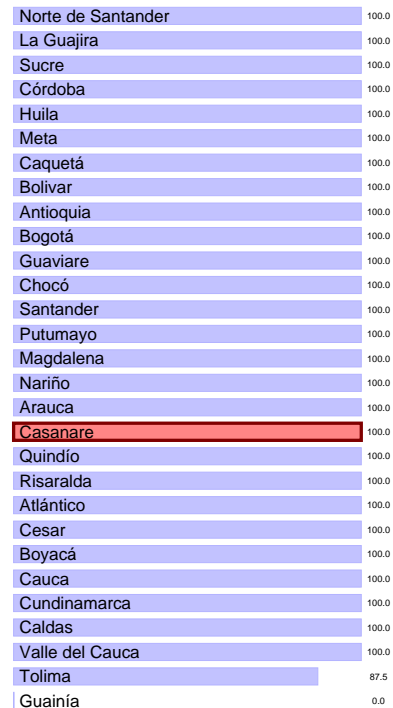 Norte de Santander 100.0
La Guajira 100.0
Sucre 100.0
Córdoba 100.0
Huila 100.0
Meta 100.0
Caquetá 100.0
Bolivar 100.0
Antioquia 100.0
Bogotá 100.0
Guaviare 100.0
Chocó 100.0
Santander 100.0
Putumayo 100.0
Magdalena 100.0
Nariño 100.0
Arauca 100.0
Casanare 100.0
Quindío 100.0
Risaralda 100.0
Atlántico 100.0
Cesar 100.0
Boyacá 100.0
Cauca 100.0
Cundinamarca 100.0
Caldas 100.0
Valle del Cauca 100.0
Tolima 87.5
Guainía 0.0